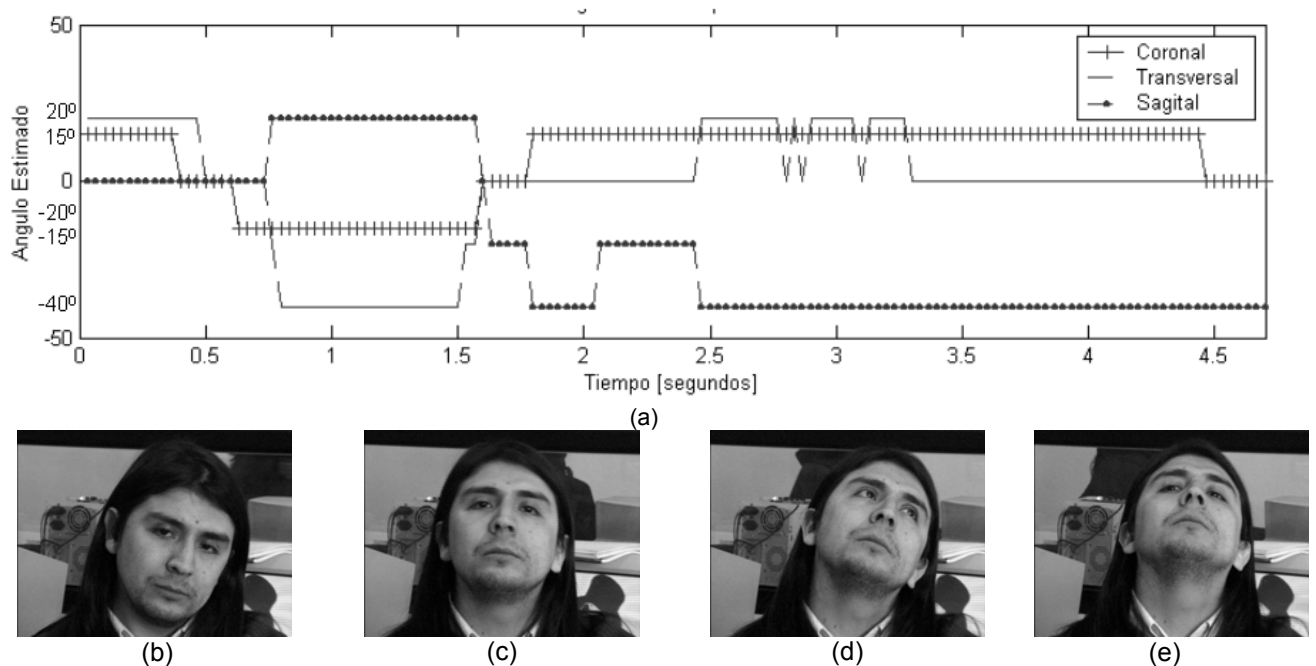 50
Coronal
Transversal
Sagital
20º
15º
0
-20º
-15º
-40º
-50
Angulo Estimado
0 0.5 1 1.5 2 2.5 3 3.5 4 4.5
Tiempo [segundos]
(a)
(b) (c) (d) (e)